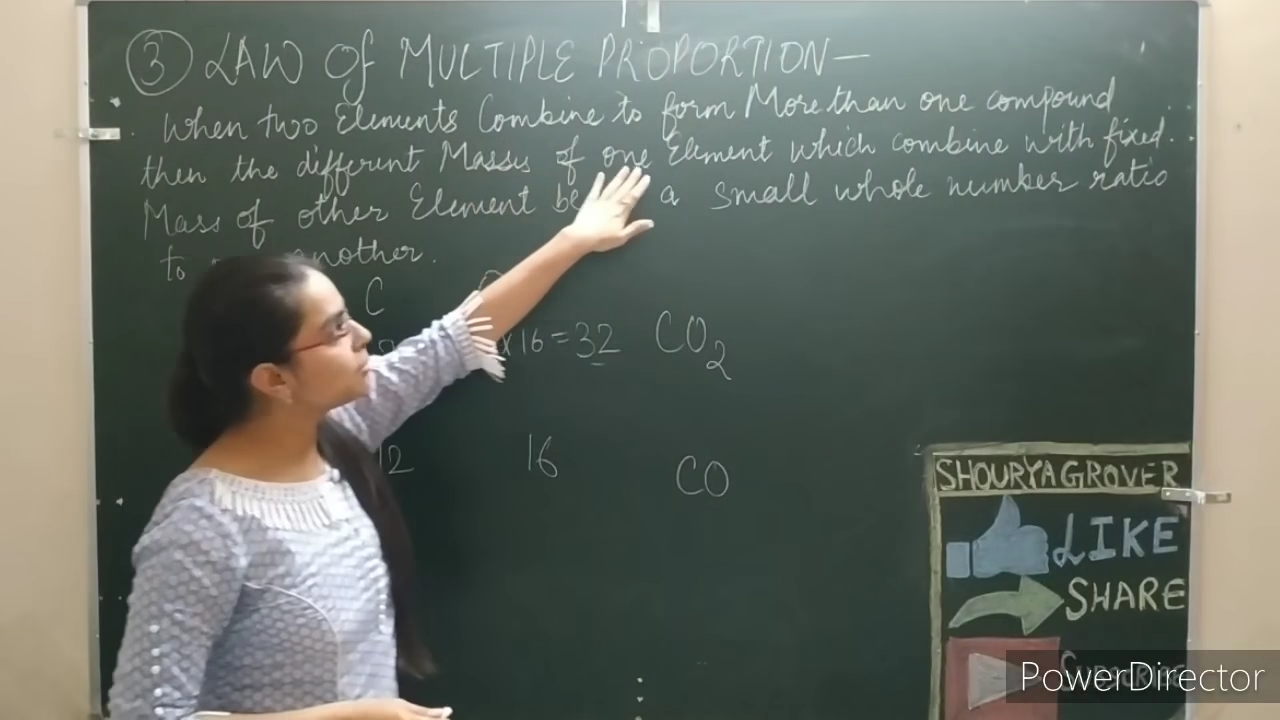 3 LAW Of MULTIPLE PROPORTION—
When two Elements Combine to form More than one compound
then the different Masses of one Element which combine with fixed
Mass of other Element be a small whole number ratio
to another.
C
x16=32 CO2
12 16 CO
SHOURYAGROVER
LIKE
SHARE
SUBSCRIBE
PowerDirector